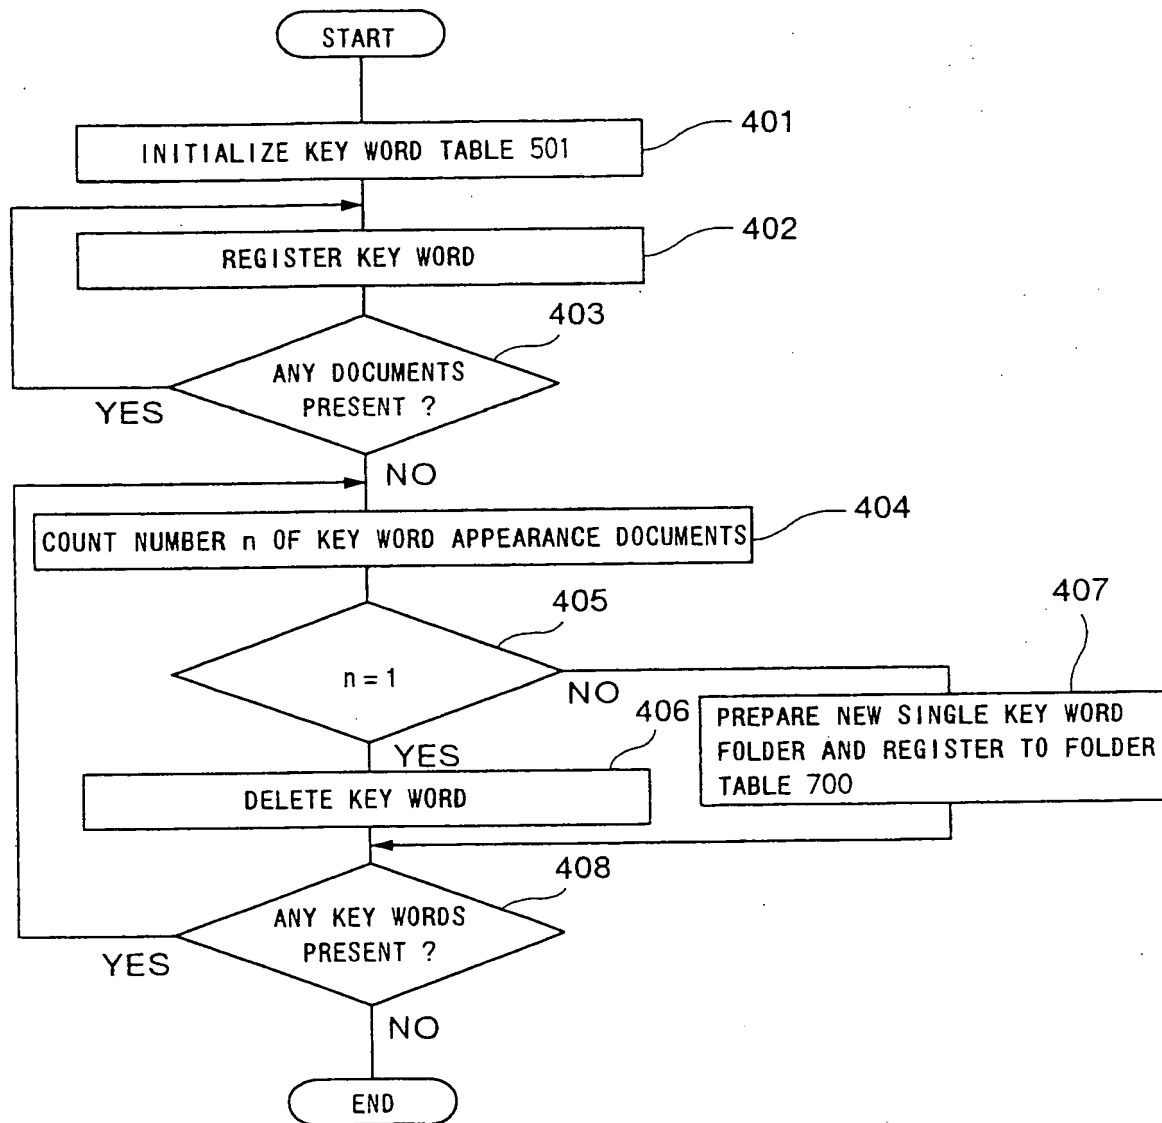 START
401
INITIALIZE KEY WORD TABLE 501
402
REGISTER KEY WORD
403
ANY DOCUMENTS
PRESENT ?
YES
NO
404
COUNT NUMBER n OF KEY WORD APPEARANCE DOCUMENTS
405
407
n = 1
NO
406
PREPARE NEW SINGLE KEY WORD
FOLDER AND REGISTER TO FOLDER
TABLE 700
YES
DELETE KEY WORD
408
ANY KEY WORDS
PRESENT ?
YES
NO
END